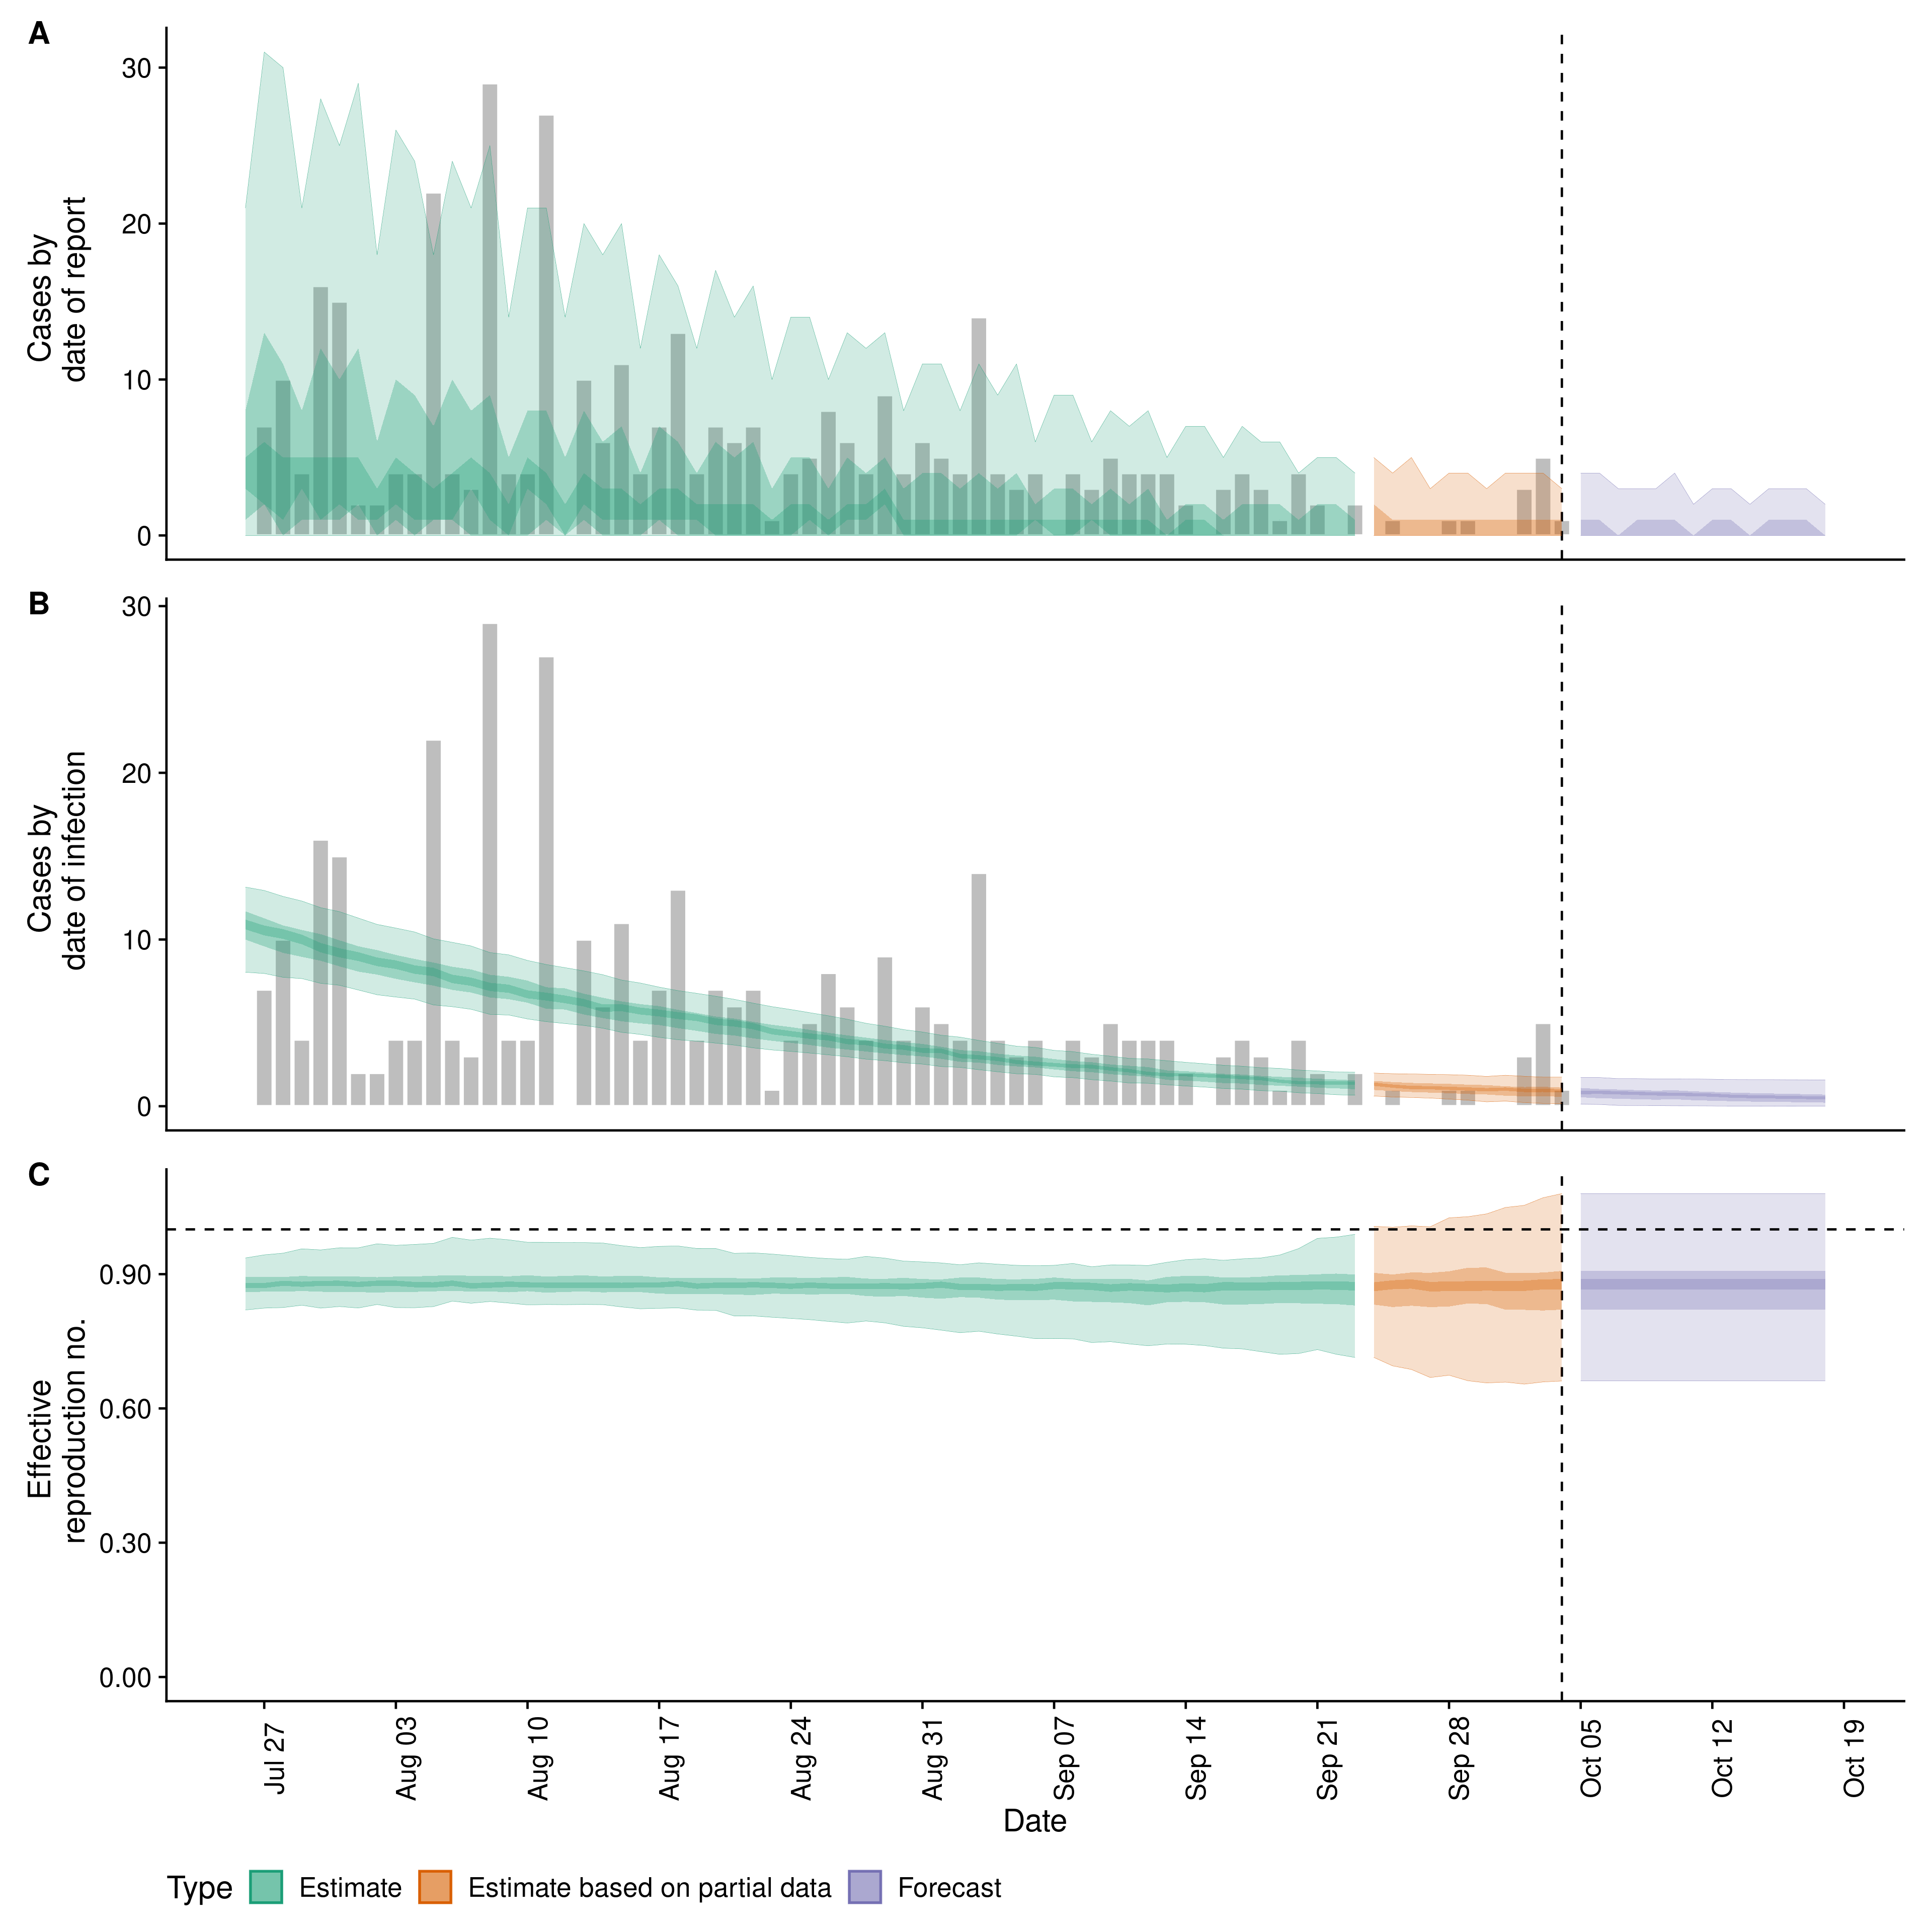 A
30
20
10
0
Cases by
date of report
B
30
20
10
0
Cases by
date of infection
C
0.90
0.60
0.30
0.00
Effective
reproduction no.
Jul 27
Aug 03
Aug 10
Aug 17
Aug 24
Aug 31
Sep 07
Sep 14
Sep 21
Sep 28
Oct 05
Oct 12
Oct 19
Date
Type Estimate Estimate based on partial data Forecast